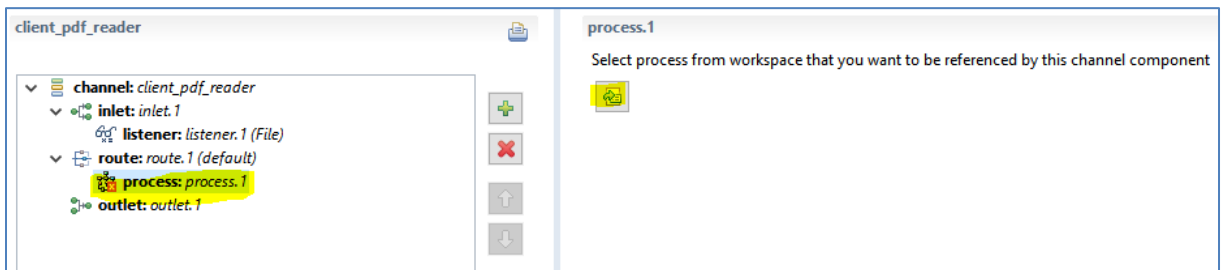 client_pdf_reader
channel: client_pdf_reader
inlet: inlet.1
listener: listener.1 (File)
route: route.1 (default)
process: process.1
outlet: outlet.1
process.1
Select process from workspace that you want to be referenced by this channel component